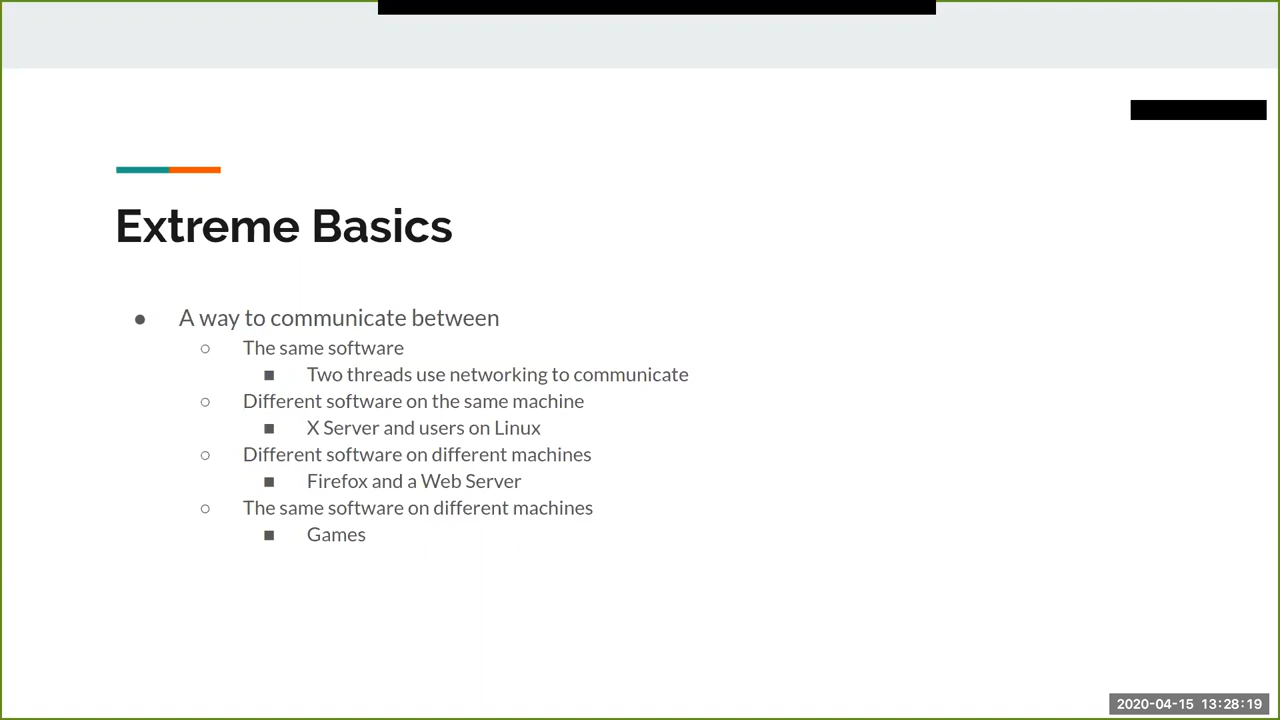 Extreme Basics
● A way to communicate between
○ The same software
■ Two threads use networking to communicate
○ Different software on the same machine
■ X Server and users on Linux
○ Different software on different machines
■ Firefox and a Web Server
○ The same software on different machines
■ Games
2020-04-15 13:28:19